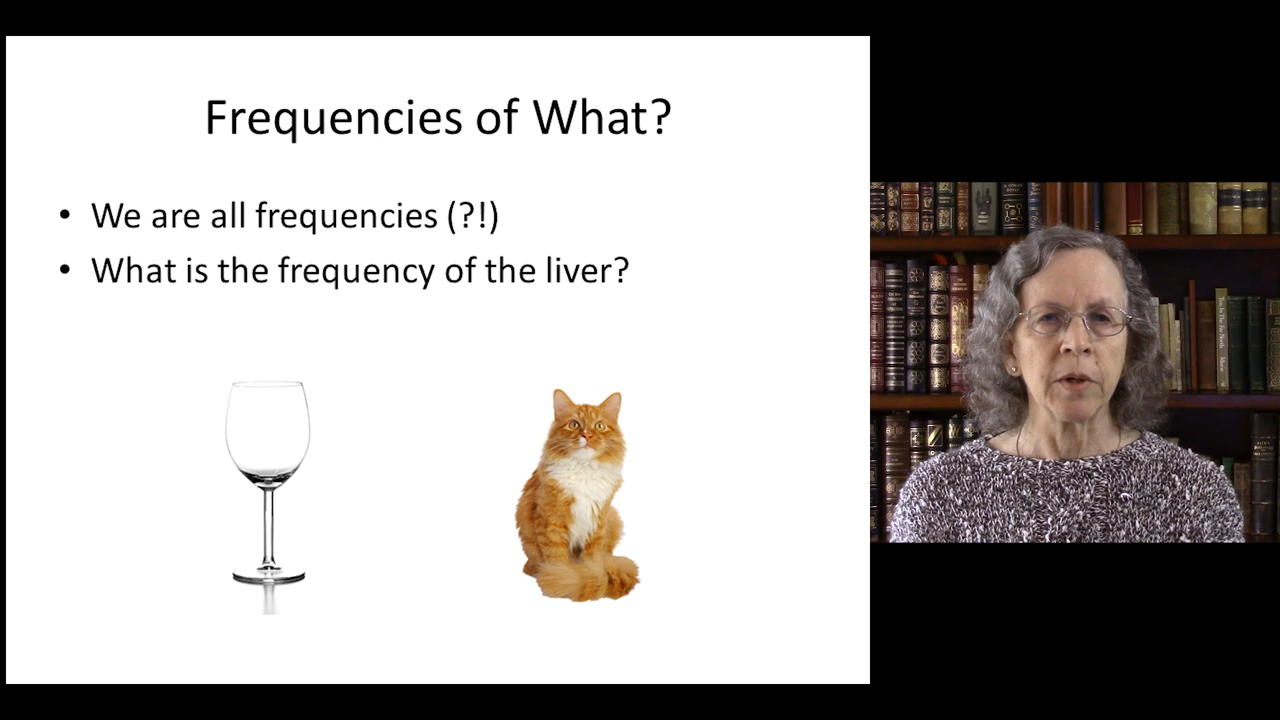 Frequencies of What?
• We are all frequencies (?!)
• What is the frequency of the liver?